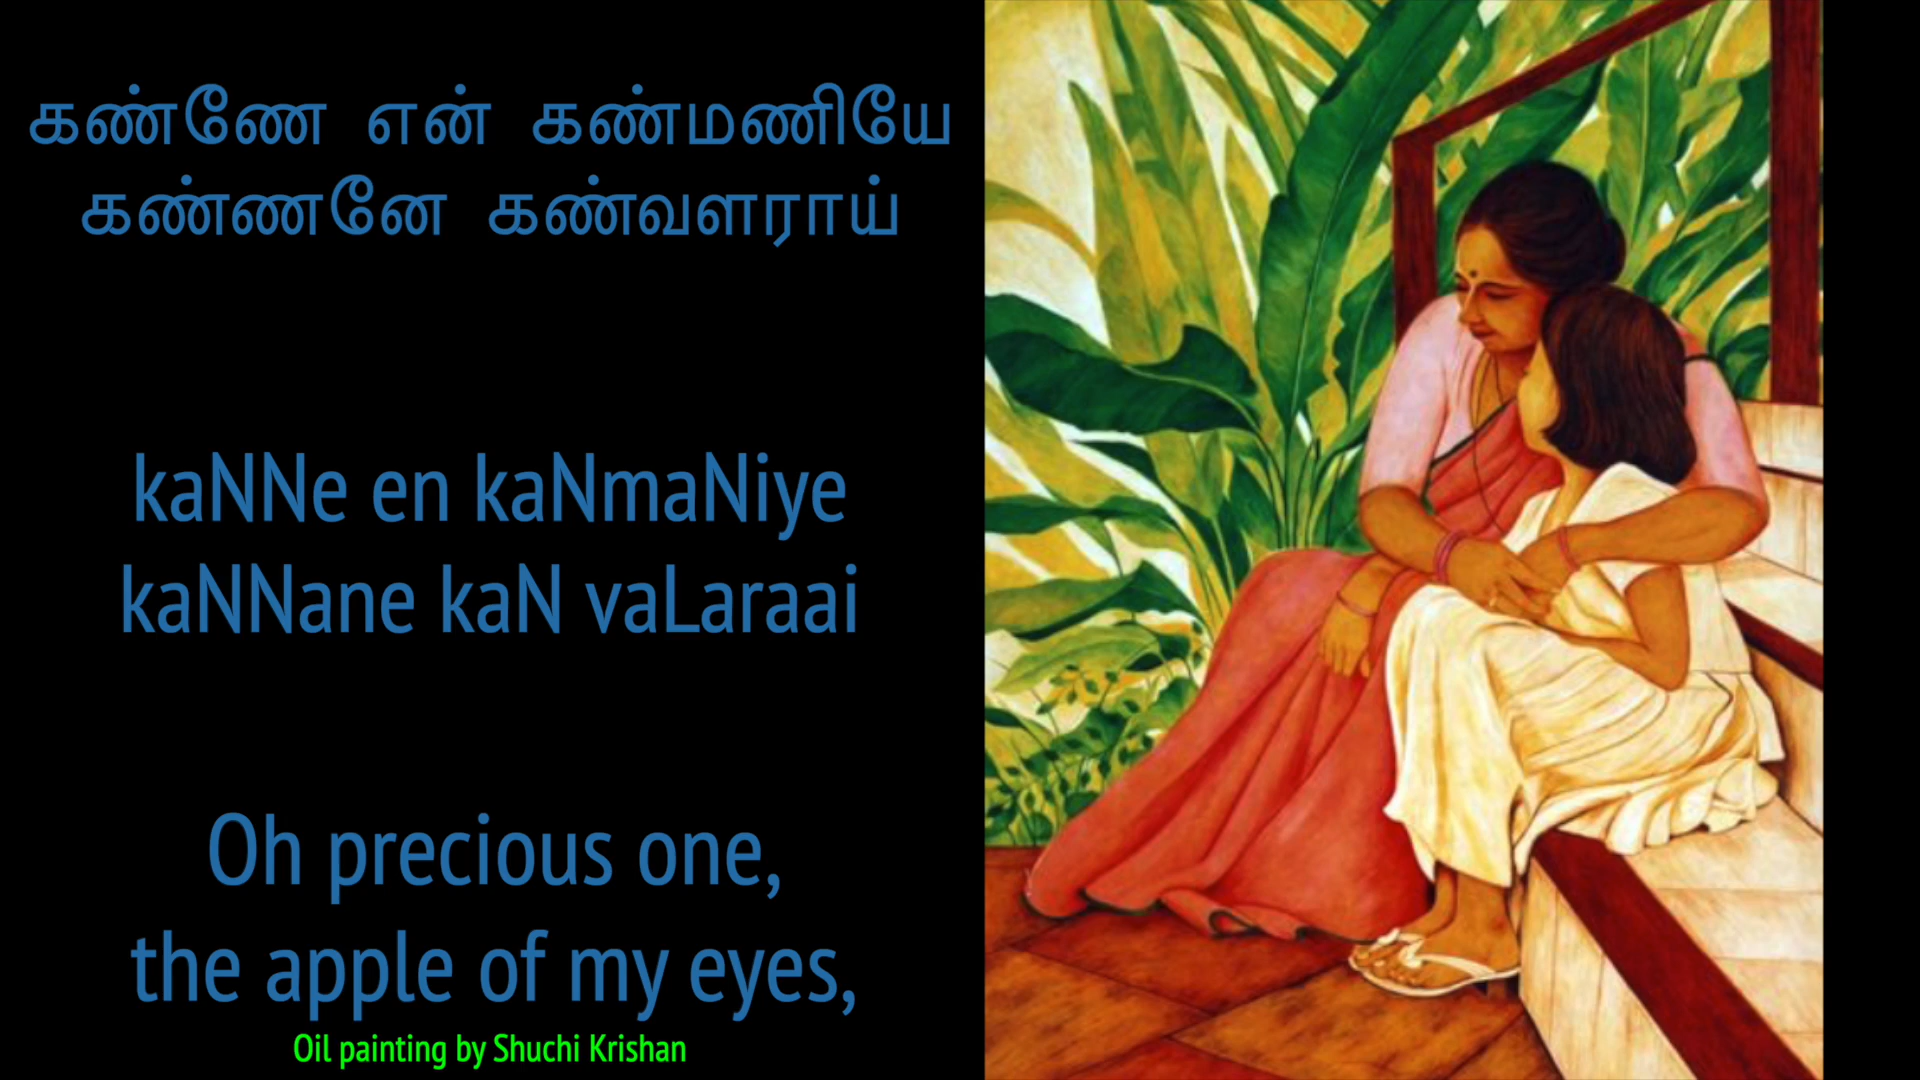 கண்ணே என் கண்மணியே
கண்ணனே கண்வளராய்
kaNNe en kaNmaNiye
kaNNane kaN vaLaraai
Oh precious one,
the apple of my eyes,
Oil painting by Shuchi Krishan